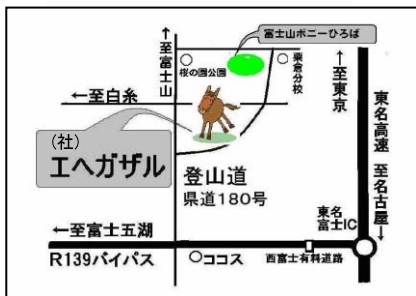 ↑至富士山
富士山ポニーひろば
桜の園公園
粟倉分校
↑至東京
←至白糸
東名高速 至名古屋↓
(社)
エヘガザル
登山道
県道180号
東名
富士IC
←至富士五湖
R139バイパス
ココス
西富士有料道路